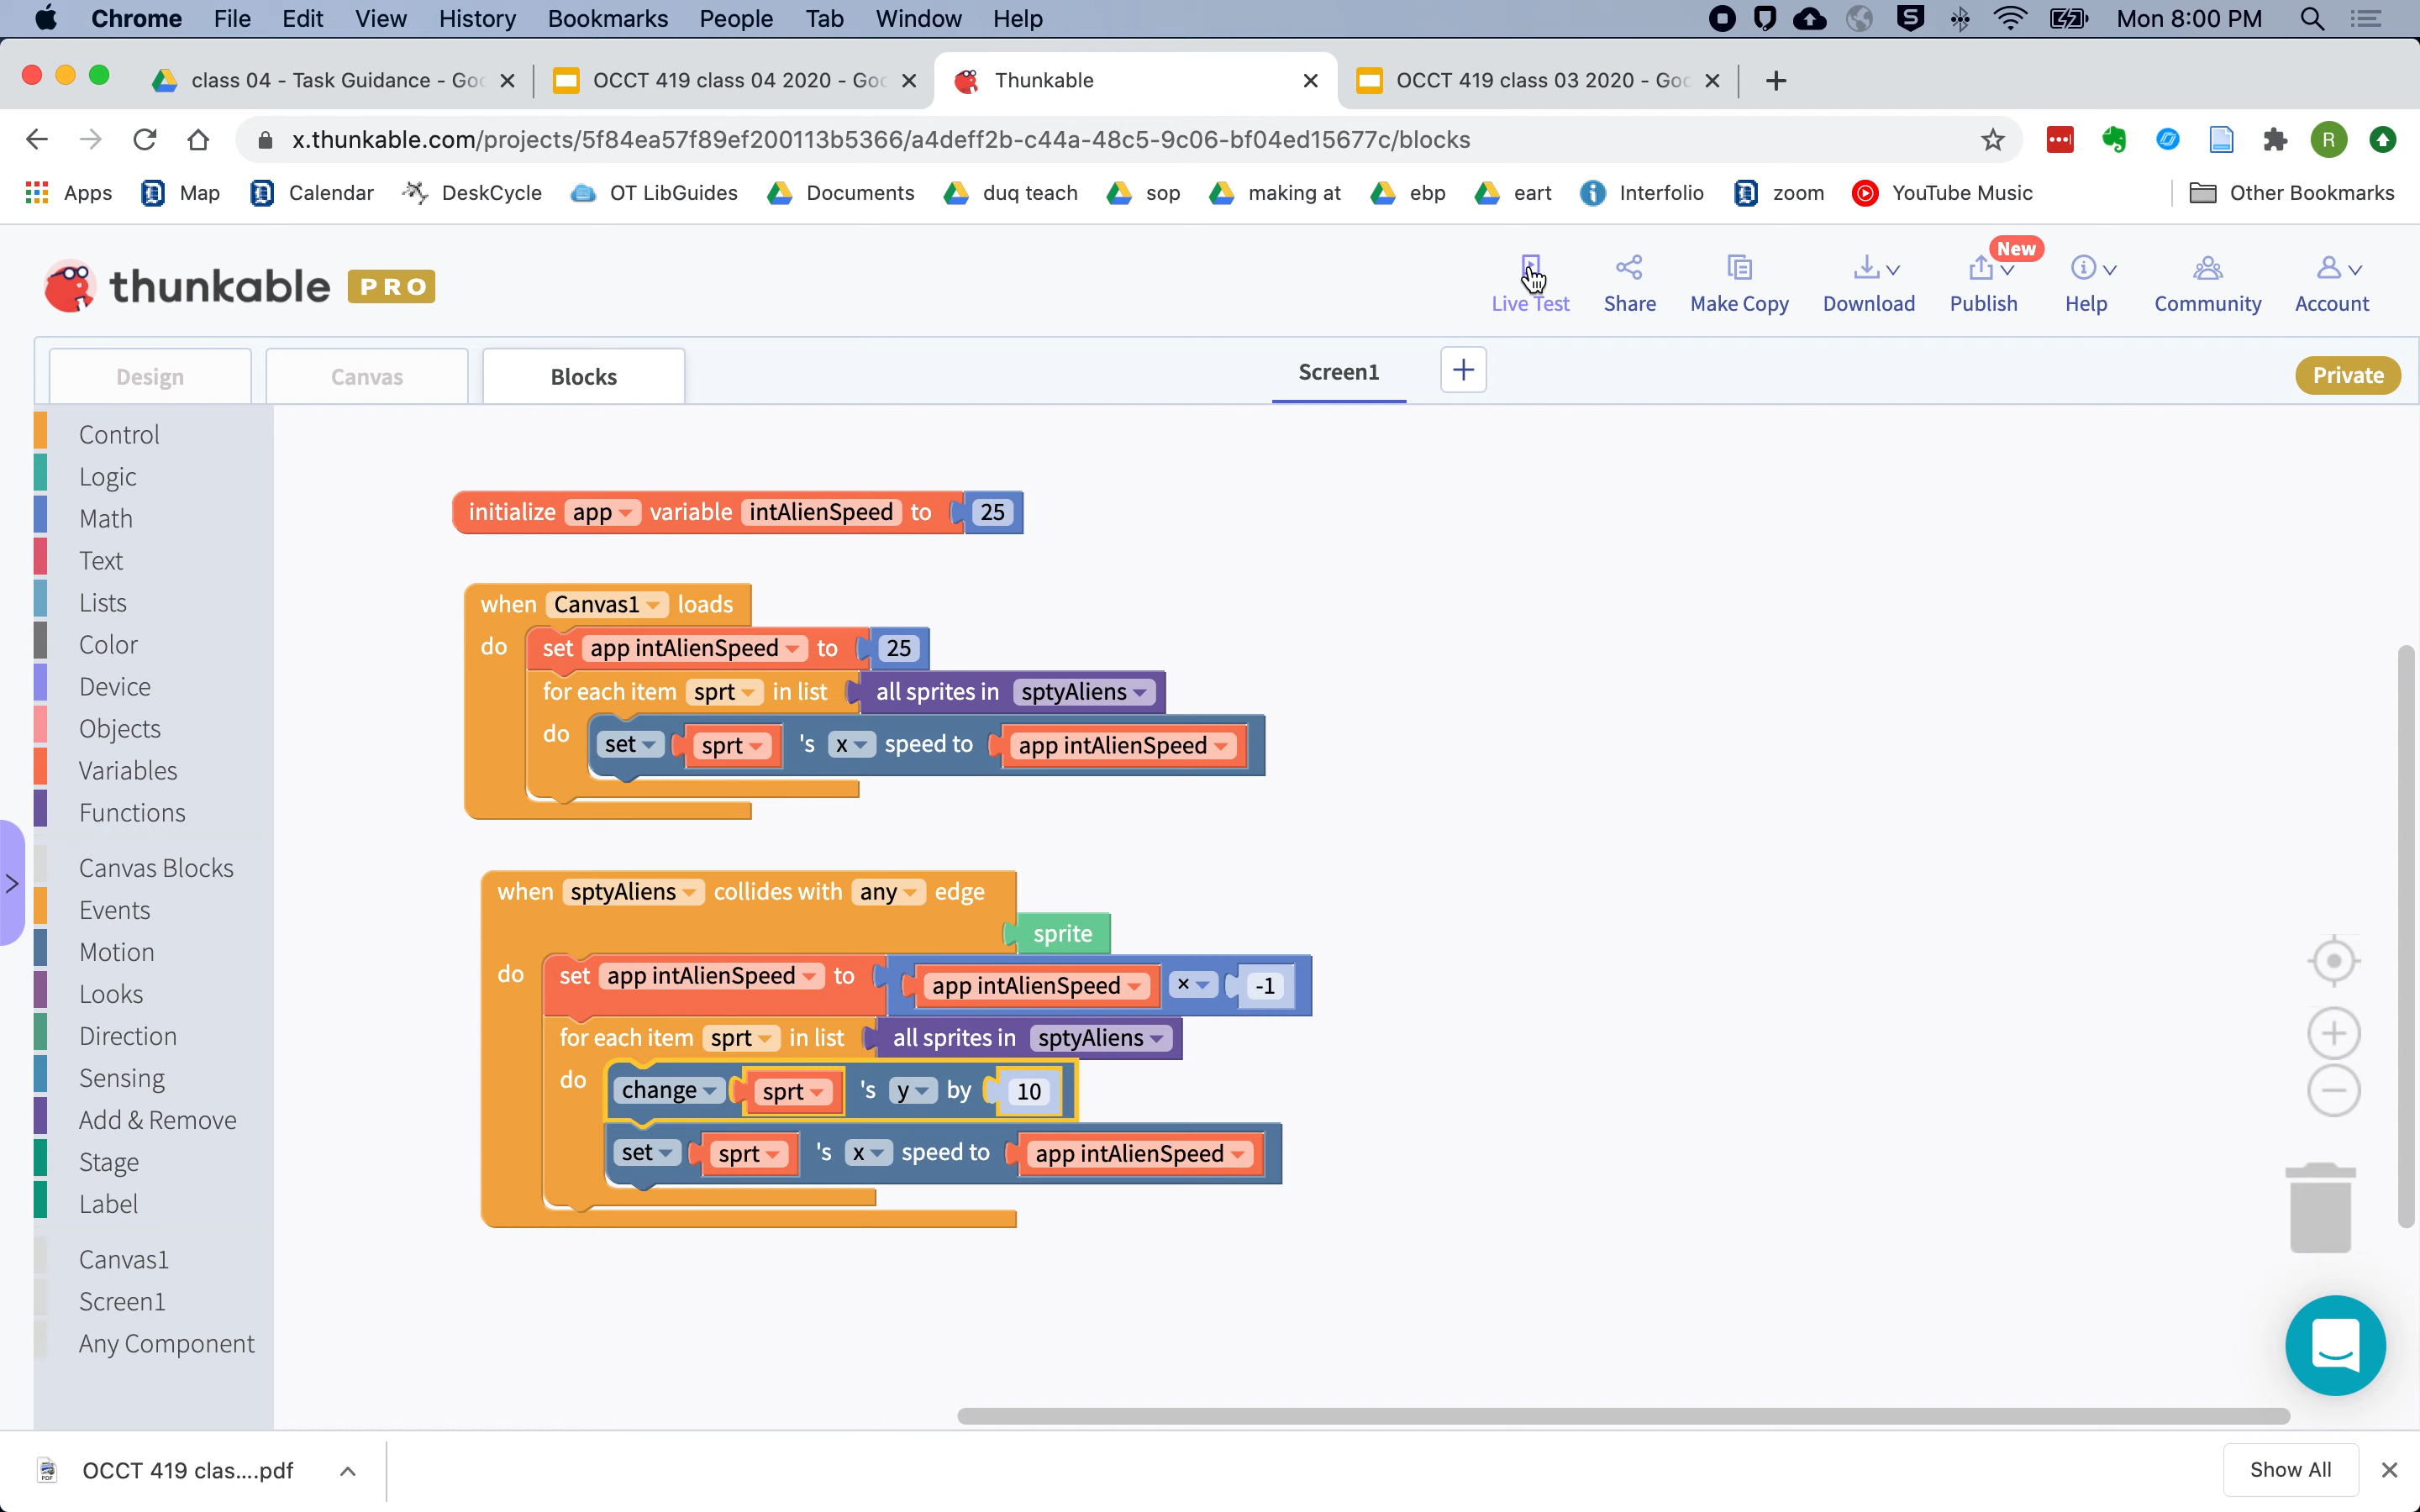 Chrome File Edit View History Bookmarks People Tab Window Help Mon 8:00 PM
class 04 - Task Guidance - Goo OCCT 419 class 04 2020 - Goo Thunkable OCCT 419 class 03 2020 - Goo
x.thunkable.com/projects/5f84ea57f89ef200113b5366/a4deff2b-c44a-48c5-9c06-bf04ed15677c/blocks R
Apps Map Calendar DeskCycle OT LibGuides Documents duq teach sop making at ebp eart Interfolio zoom YouTube Music Other Bookmarks
New
thunkable PRO
Live Test Share Make Copy Download Publish Help Community Account
Design Canvas Blocks Screen1 + Private
Control
Logic
Math
Text
Lists
Color
Device
Objects
Variables
Functions
Canvas Blocks
Events
Motion
Looks
Direction
Sensing
Add & Remove
Stage
Label
Canvas1
Screen1
Any Component
initialize app variable intAlienSpeed to 25
when Canvas1 loads
do set app intAlienSpeed to 25
for each item sprt in list all sprites in sptyAliens
do set sprt 's x speed to app intAlienSpeed
when sptyAliens collides with any edge
sprite
do set app intAlienSpeed to app intAlienSpeed × -1
for each item sprt in list all sprites in sptyAliens
do change sprt 's y by 10
set sprt 's x speed to app intAlienSpeed
OCCT 419 clas....pdf Show All